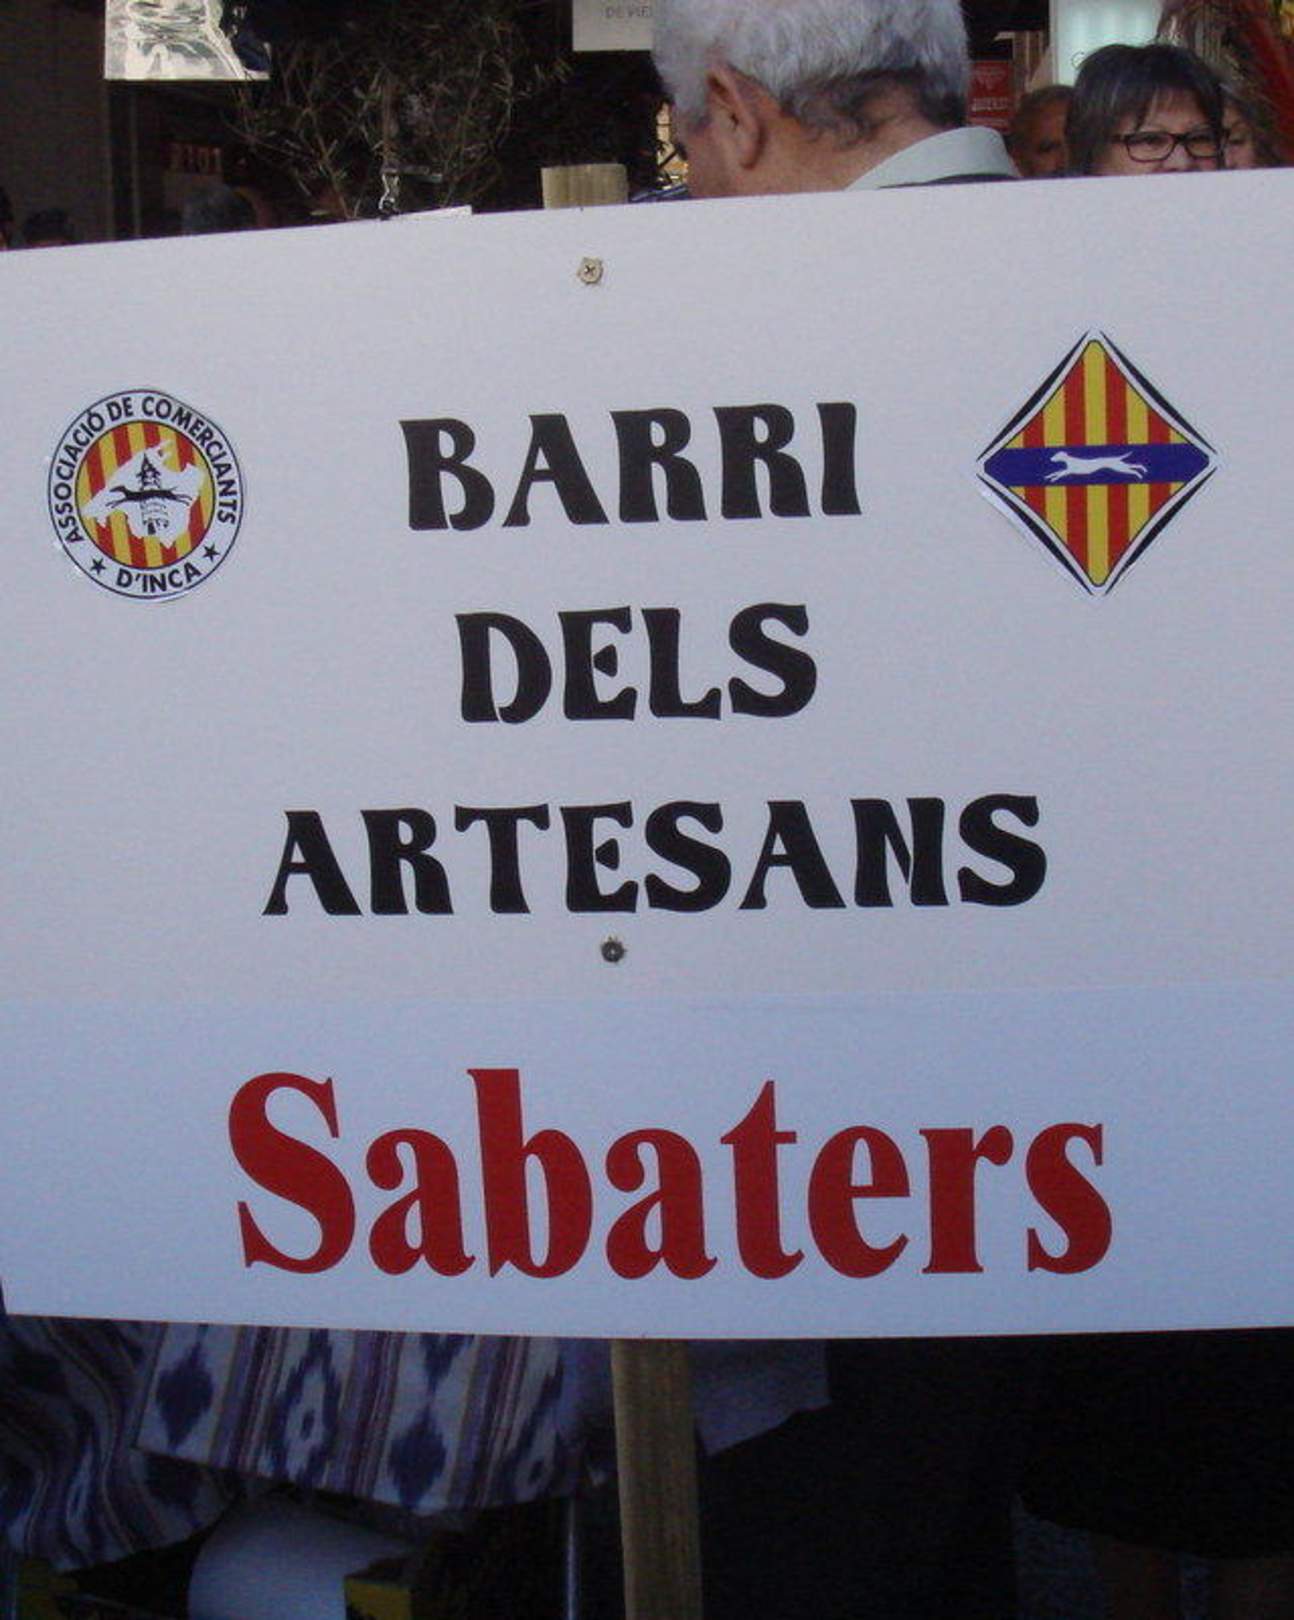 ASSOCIACIÓ DE COMERCIANTS
D'INCA
BARRI
DELS
ARTESANS
Sabaters